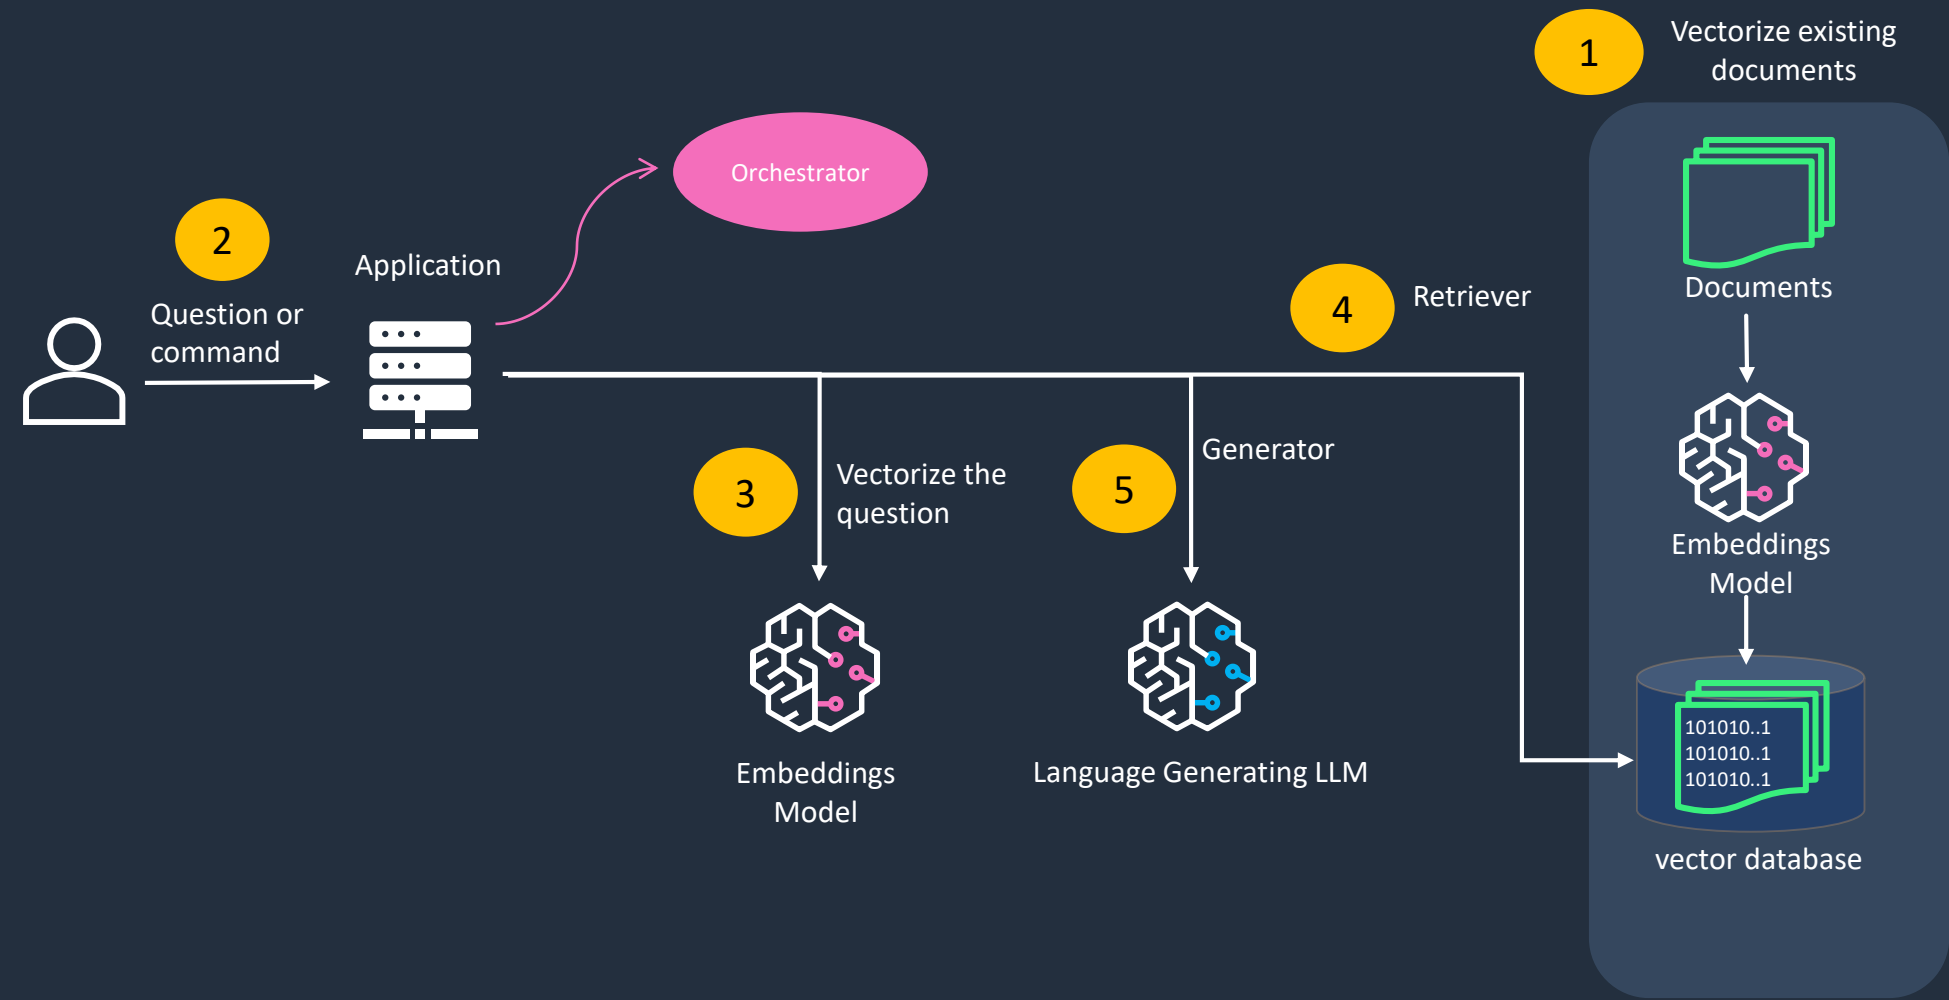 1
Vectorize existing
documents
Documents
Embeddings
Model
101010..1
101010..1
101010..1
vector database
Orchestrator
2
Question or
command
Application
3
Vectorize the
question
Embeddings
Model
4
Retriever
5
Generator
Language Generating LLM